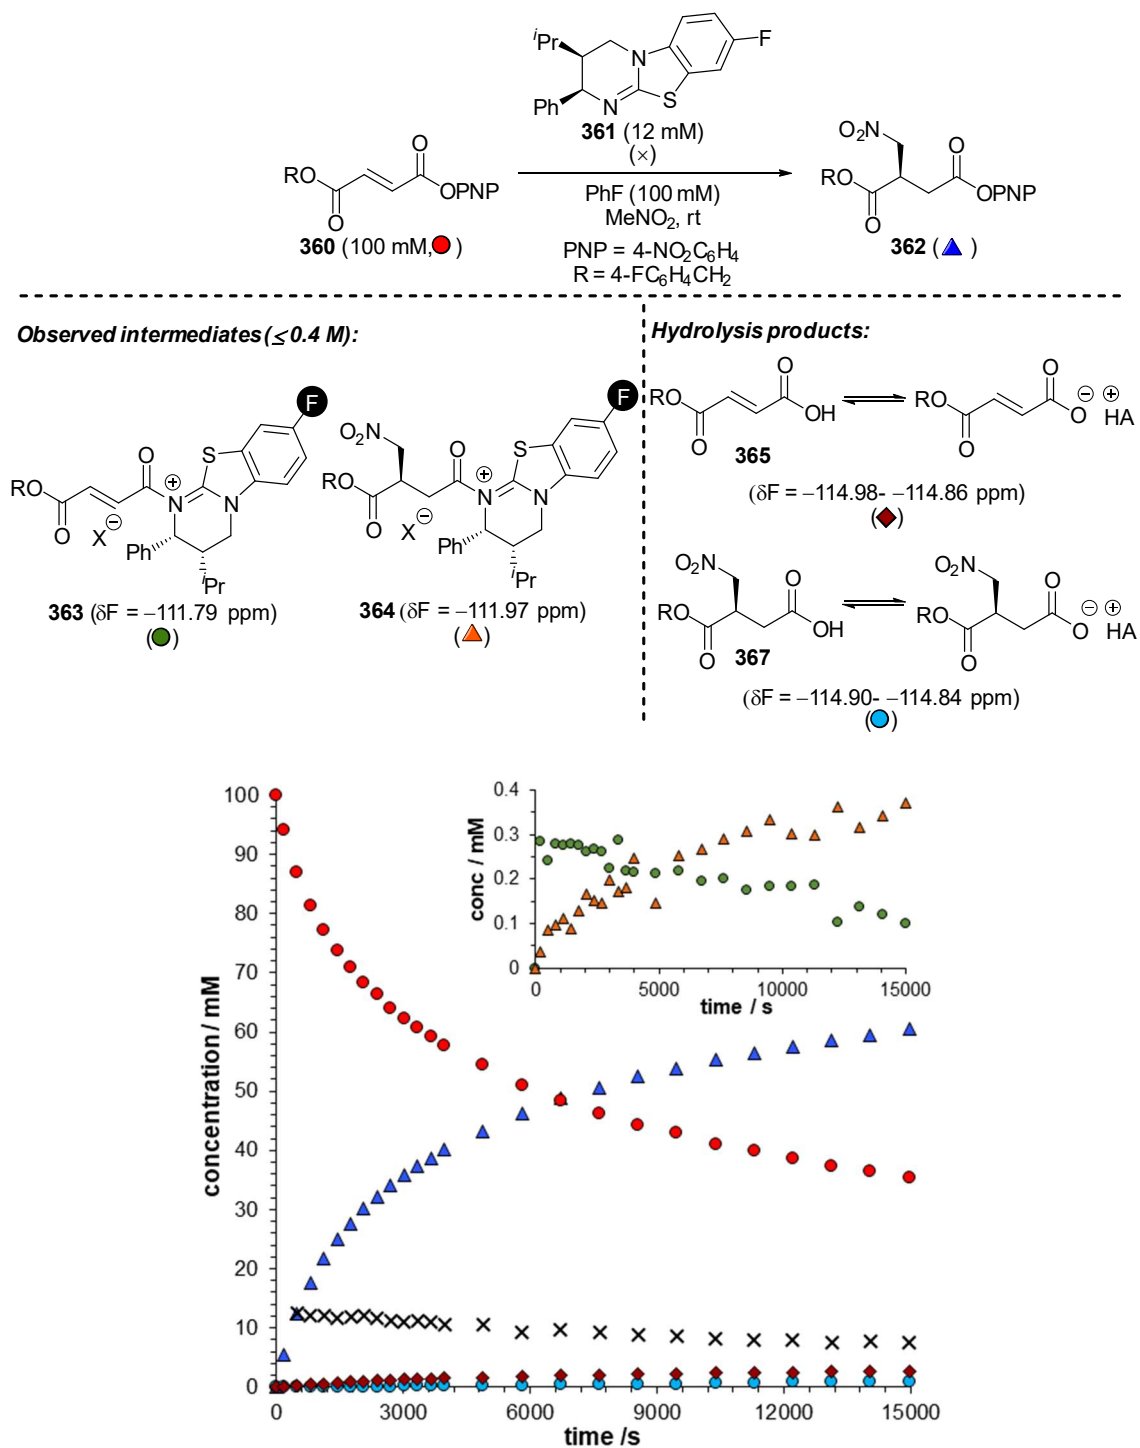 iPr
N
F
Ph
N
S
361 (12 mM)
(×)
RO
O
O
OPNP
360 (100 mM, )
PhF (100 mM)
MeNO2, rt
PNP = 4-NO2C6H4
R = 4-FC6H4CH2
O2N
RO
O
O
OPNP
362 ( )
Observed intermediates (≤ 0.4 M):
F
O
S
RO
N
⊕
N
O
X⊖
Ph
iPr
363 (δF = −111.79 ppm)
( )
F
O2N
O
S
RO
N
⊕
N
O
X⊖
Ph
iPr
364 (δF = −111.97 ppm)
( )
Hydrolysis products:
O
RO
OH
O
365
O
RO
O
⊖ ⊕
HA
O
(δF = −114.98- −114.86 ppm)
( )
O2N
O
RO
OH
O
367
O2N
O
RO
O
⊖ ⊕
HA
O
(δF = −114.90- −114.84 ppm)
( )
concentration / mM
100
90
80
70
60
50
40
30
20
10
0
0 3000 6000 9000 12000 15000
time /s
conc / mM
0.4
0.3
0.2
0.1
0
0 5000 10000 15000
time / s